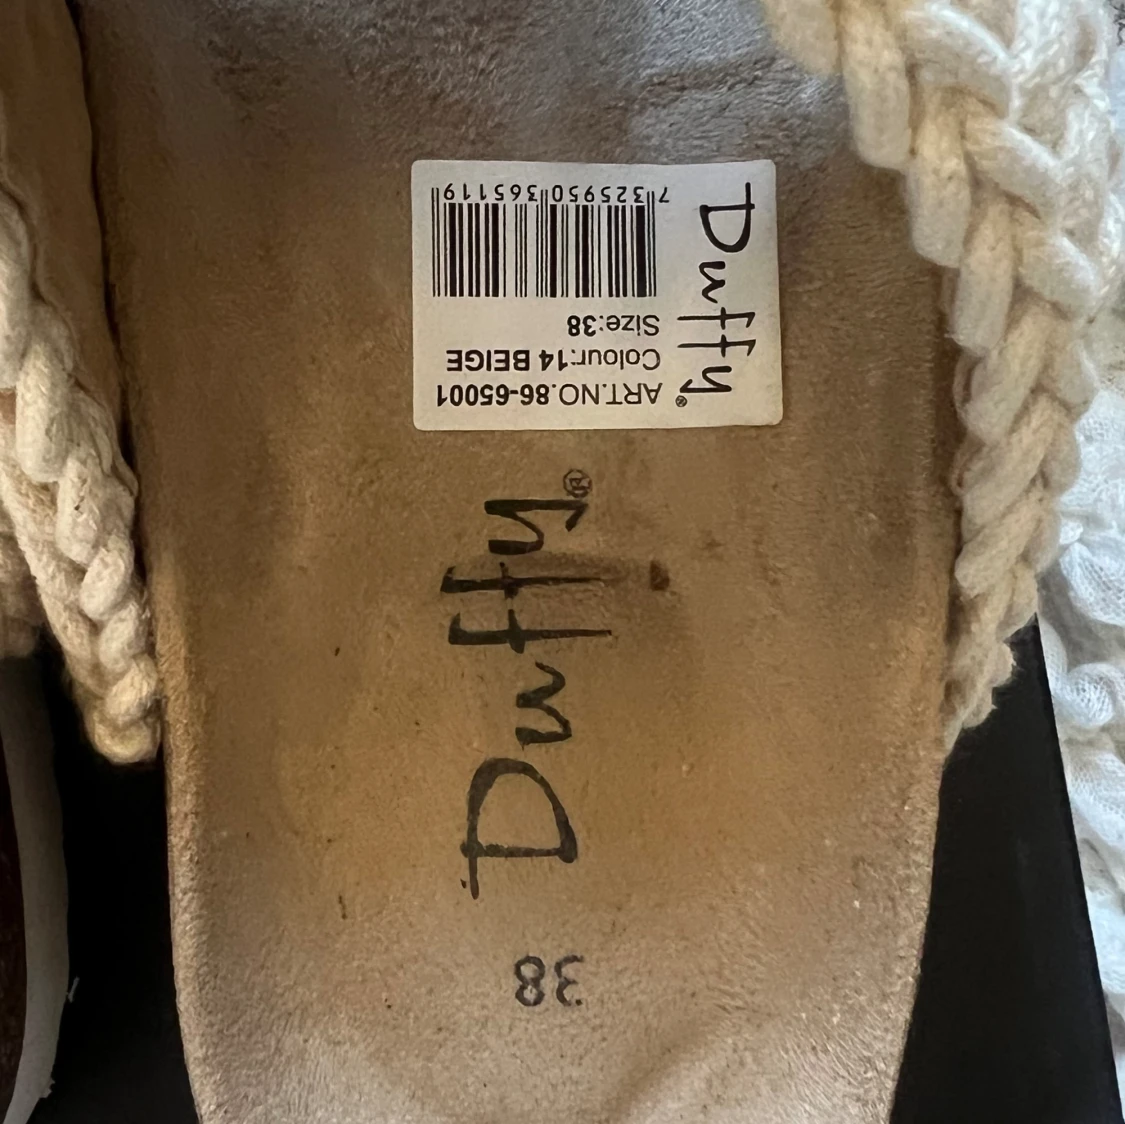 Duffy®
ART.NO.86-65001
Colour:14 BEIGE
Size:38
7 325950 365119
Duffy®
38